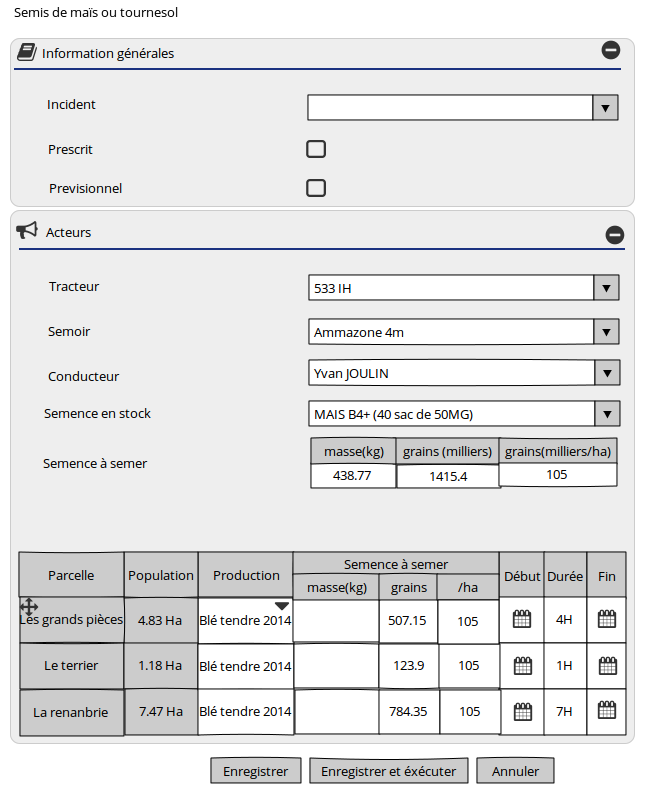 Semis de maïs ou tournesol
Information générales
Incident
Prescrit
Previsionnel
Acteurs
Tracteur 533 IH
Semoir Ammazone 4m
Conducteur Yvan JOULIN
Semence en stock MAIS B4+ (40 sac de 50MG)
masse(kg) grains (milliers) grains(milliers/ha)
Semence à semer 438.77 1415.4 105
Parcelle Population Production Semence à semer Début Durée Fin
masse(kg) grains /ha
Les grands pièces 4.83 Ha Blé tendre 2014 507.15 105 4H
Le terrier 1.18 Ha Blé tendre 2014 123.9 105 1H
La renanbrie 7.47 Ha Blé tendre 2014 784.35 105 7H
Enregistrer Enregistrer et éxécuter Annuler